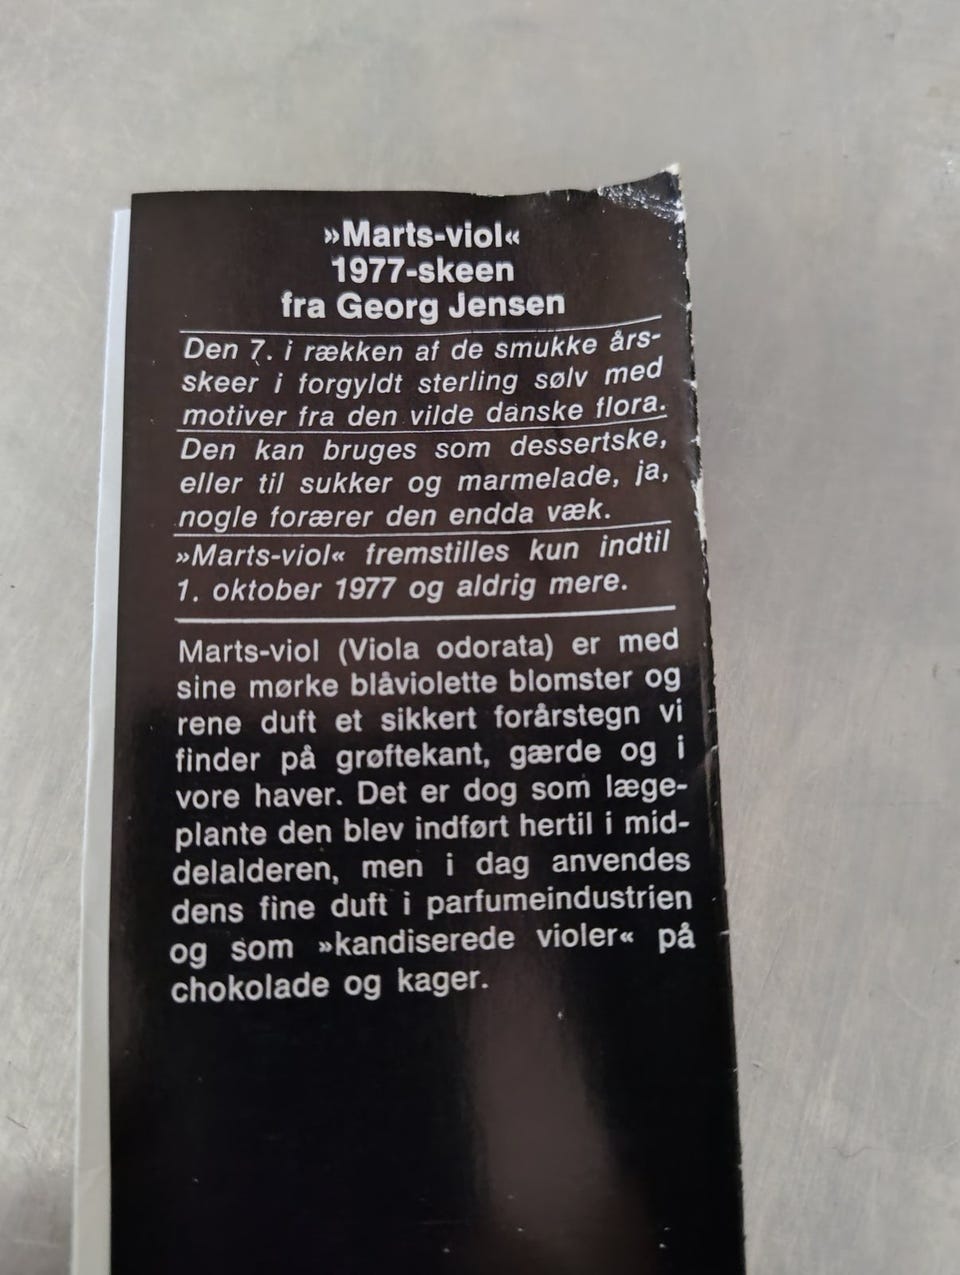 »Marts-viol«
1977-skeen
fra Georg Jensen
Den 7. i rækken af de smukke års-
skeer i forgyldt sterling sølv med
motiver fra den vilde danske flora.
Den kan bruges som dessertske,
eller til sukker og marmelade, ja,
nogle forærer den endda væk.
»Marts-viol« fremstilles kun indtil
1. oktober 1977 og aldrig mere.
Marts-viol (Viola odorata) er med
sine mørke blåviolette blomster og
rene duft et sikkert forårstegn vi
finder på grøftekant, gærde og i
vore haver. Det er dog som læge-
plante den blev indført hertil i mid-
delalderen, men i dag anvendes
dens fine duft i parfumeindustrien
og som »kandiserede violer« på
chokolade og kager.